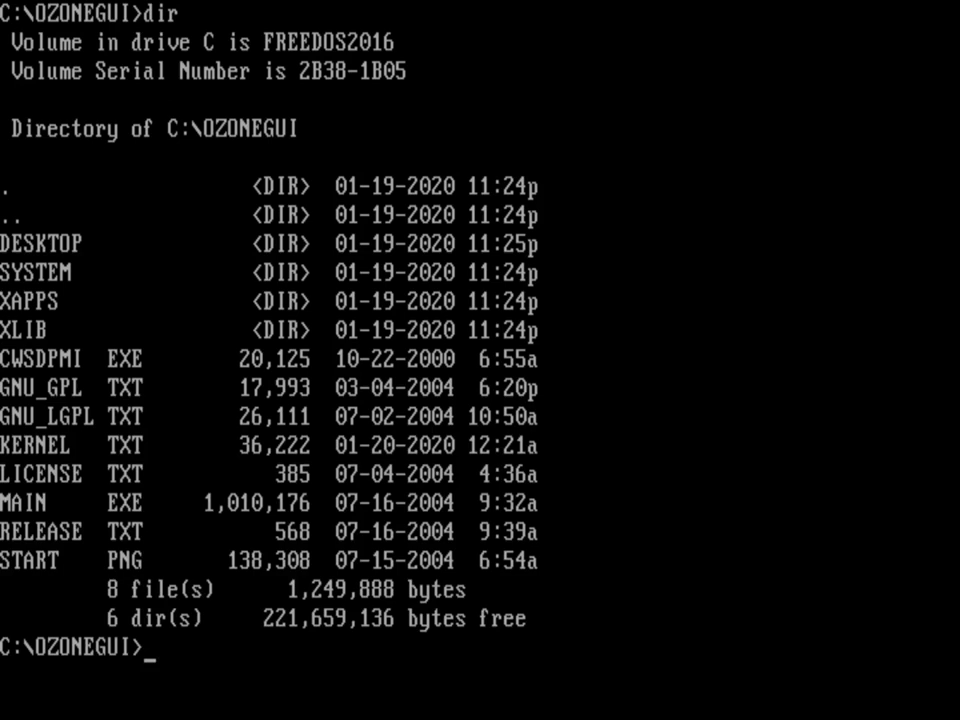 C:\OZONEGUI>dir
 Volume in drive C is FREEDOS2016
 Volume Serial Number is 2B38-1B05

 Directory of C:\OZONEGUI

.                    <DIR>  01-19-2020 11:24p
..                   <DIR>  01-19-2020 11:24p
DESKTOP              <DIR>  01-19-2020 11:25p
SYSTEM               <DIR>  01-19-2020 11:24p
XAPPS                <DIR>  01-19-2020 11:24p
XLIB                 <DIR>  01-19-2020 11:24p
CWSDPMI  EXE        20,125  10-22-2000  6:55a
GNU_GPL  TXT        17,993  03-04-2004  6:20p
GNU_LGPL TXT        26,111  07-02-2004 10:50a
KERNEL   TXT        36,222  01-20-2020 12:21a
LICENSE  TXT           385  07-04-2004  4:36a
MAIN     EXE     1,010,176  07-16-2004  9:32a
RELEASE  TXT           568  07-16-2004  9:39a
START    PNG       138,308  07-15-2004  6:54a
         8 file(s)      1,249,888 bytes
         6 dir(s)     221,659,136 bytes free
C:\OZONEGUI>_